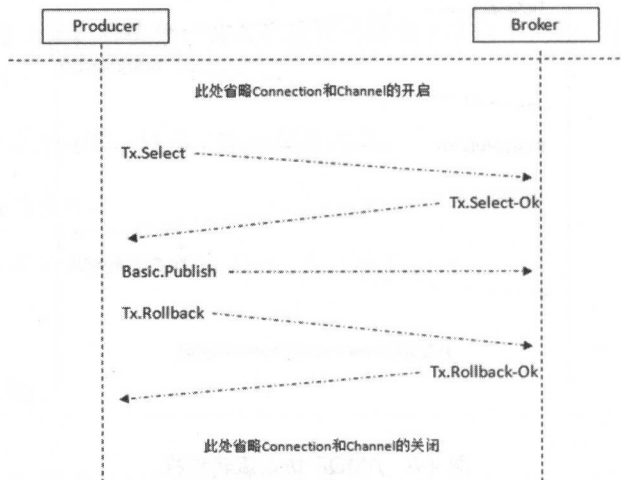 Producer
Broker
此处省略Connection和Channel的开启
Tx.Select
Tx.Select-Ok
Basic.Publish
Tx.Rollback
Tx.Rollback-Ok
此处省略Connection和Channel的关闭